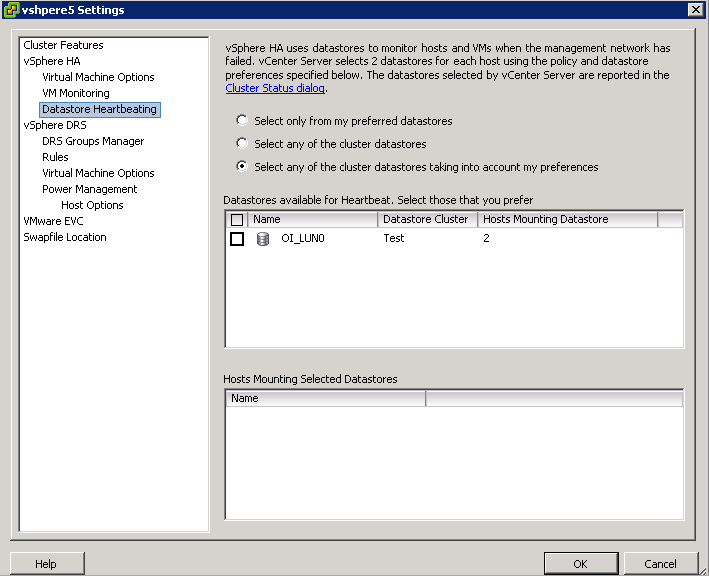 vshpere5 Settings
Cluster Features
vSphere HA
Virtual Machine Options
VM Monitoring
Datastore Heartbeating
vSphere DRS
DRS Groups Manager
Rules
Virtual Machine Options
Power Management
Host Options
VMware EVC
Swapfile Location
vSphere HA uses datastores to monitor hosts and VMs when the management network has
failed. vCenter Server selects 2 datastores for each host using the policy and datastore
preferences specified below. The datastores selected by vCenter Server are reported in the
Cluster Status dialog.
Select only from my preferred datastores
Select any of the cluster datastores
Select any of the cluster datastores taking into account my preferences
Datastores available for Heartbeat. Select those that you prefer
Name Datastore Cluster Hosts Mounting Datastore
OI_LUN0 Test 2
Hosts Mounting Selected Datastores
Name
Help OK Cancel